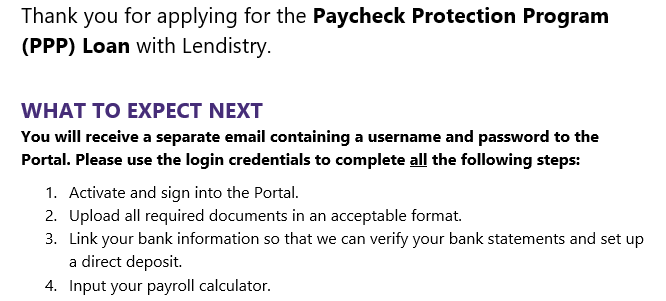 Thank you for applying for the Paycheck Protection Program
(PPP) Loan with Lendistry.
WHAT TO EXPECT NEXT
You will receive a separate email containing a username and password to the
Portal. Please use the login credentials to complete all the following steps:
1. Activate and sign into the Portal.
2. Upload all required documents in an acceptable format.
3. Link your bank information so that we can verify your bank statements and set up
a direct deposit.
4. Input your payroll calculator.